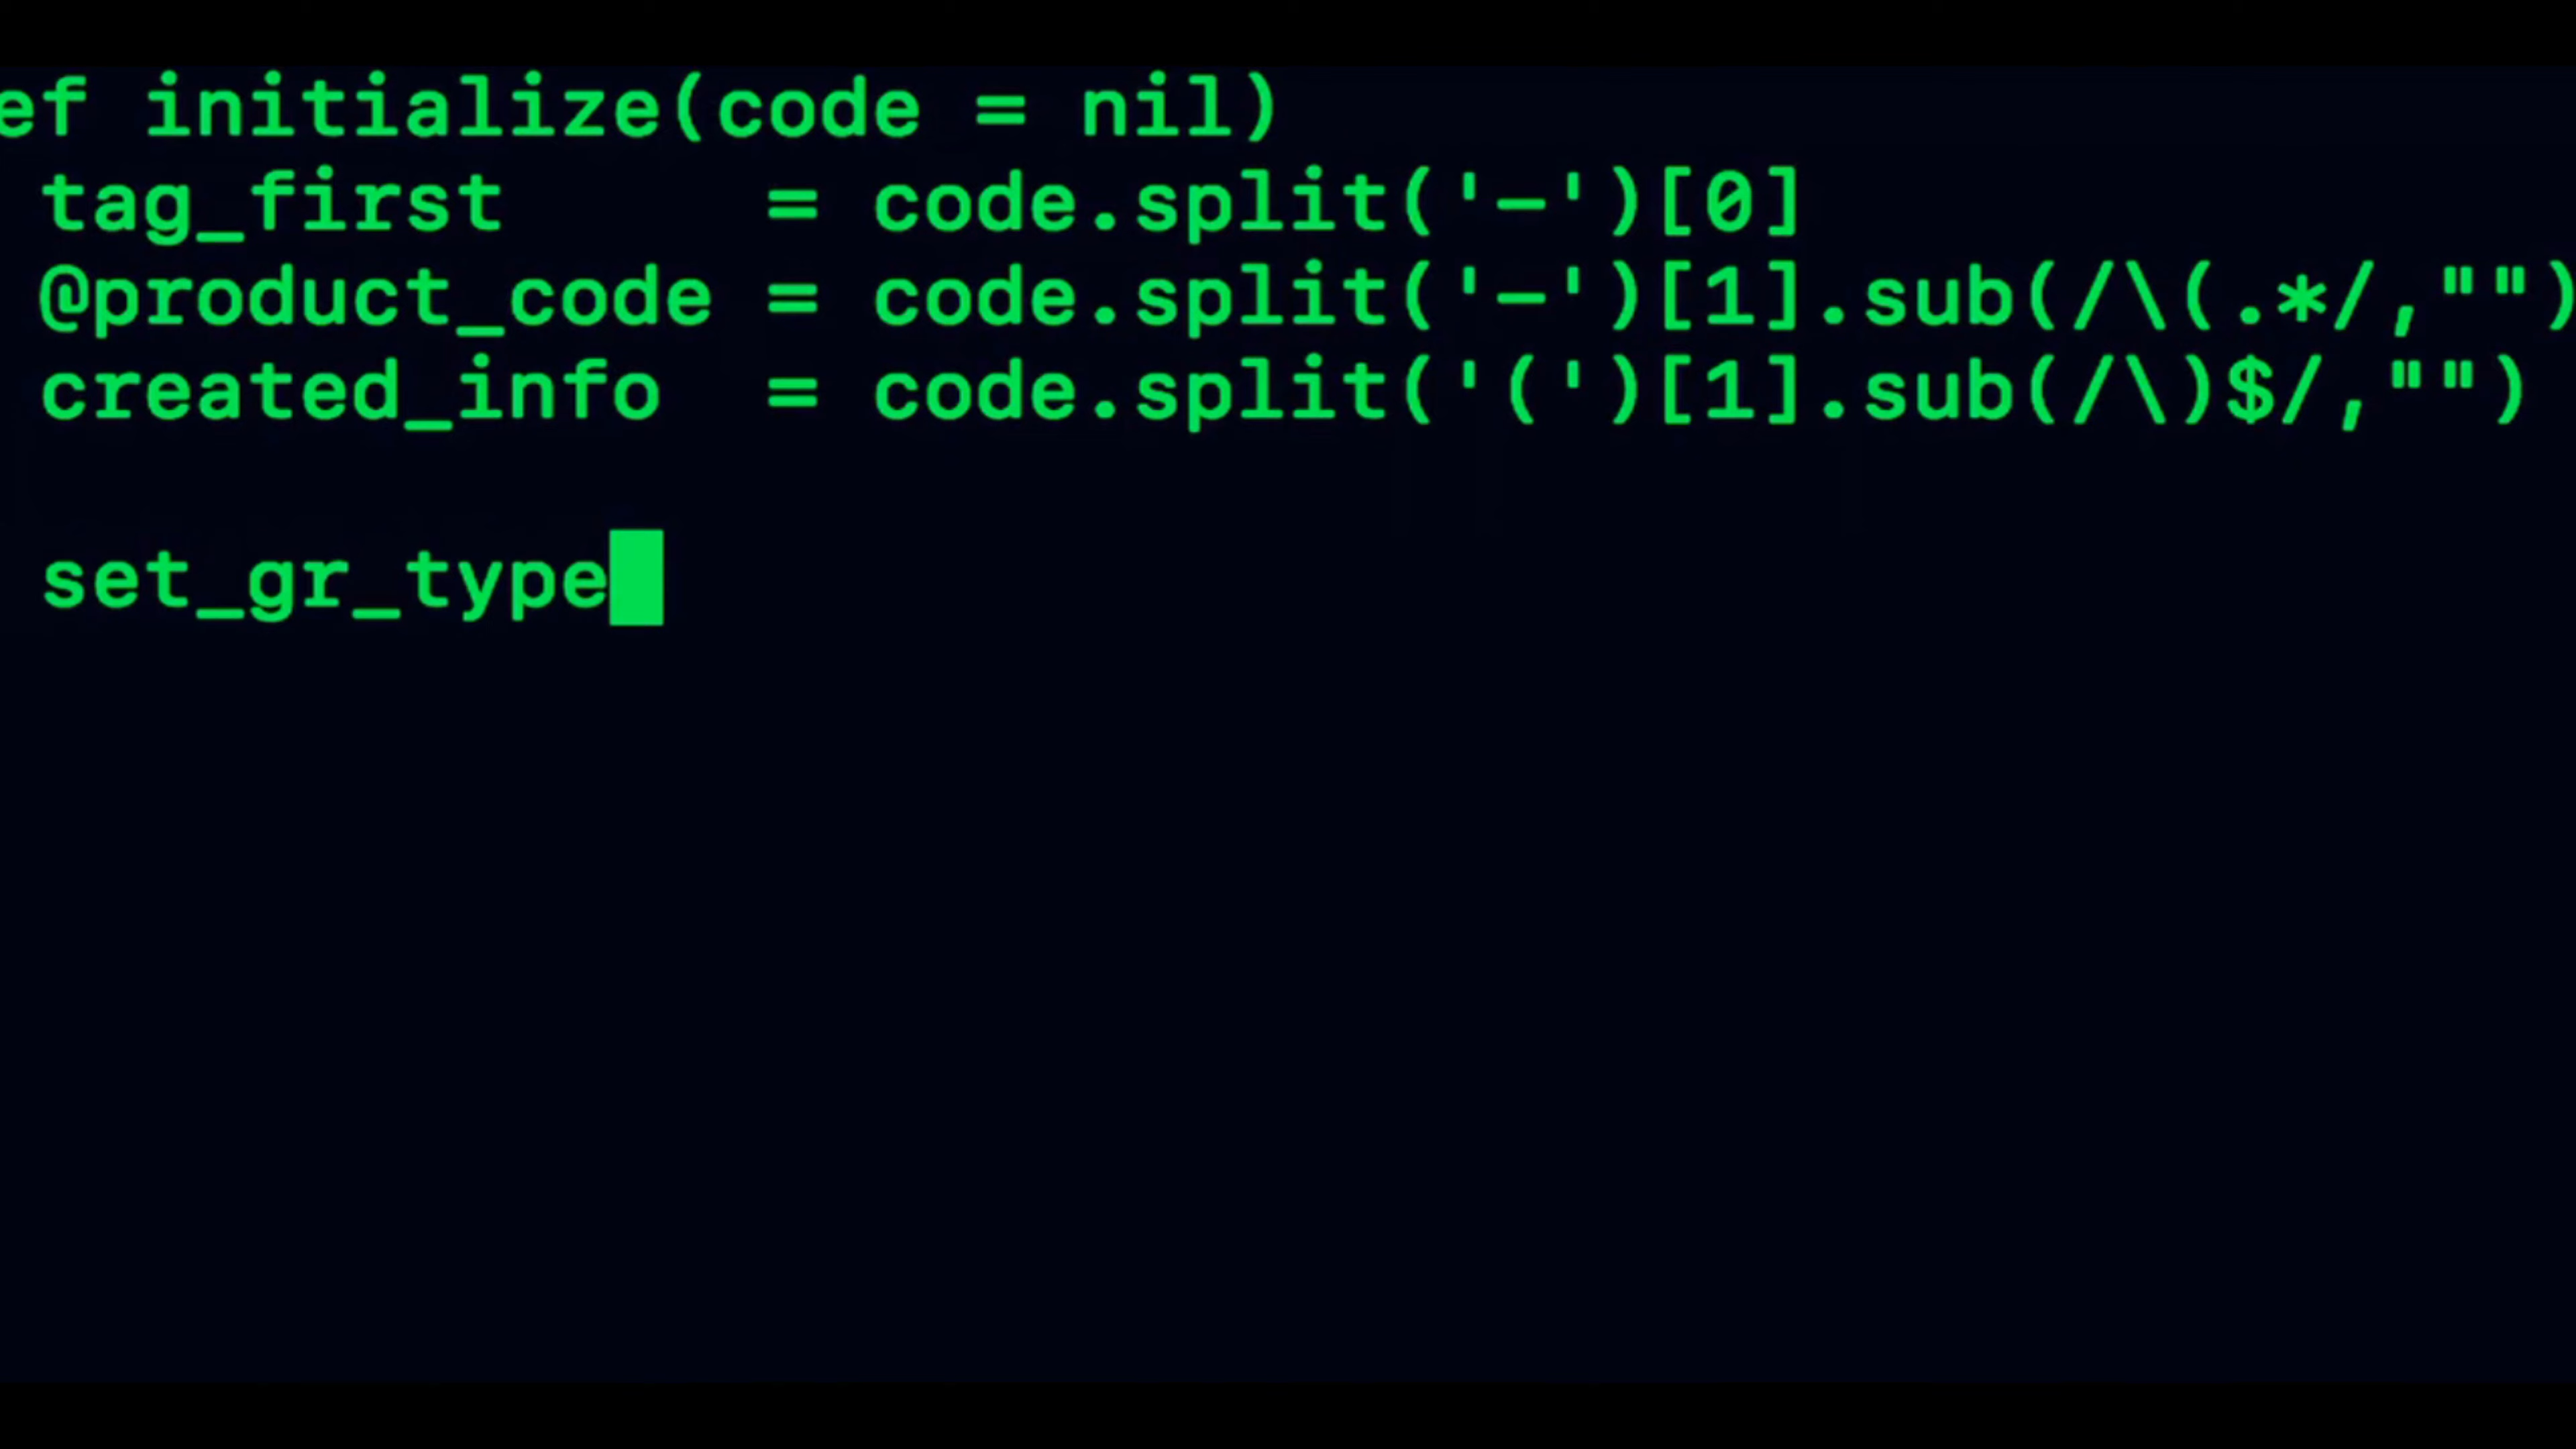 ef initialize(code = nil)
tag_first     = code.split('-')[0]
@product_code = code.split('-')[1].sub(/\(.*/,"")
created_info  = code.split('(')[1].sub(/\)$/,"")
set_gr_type